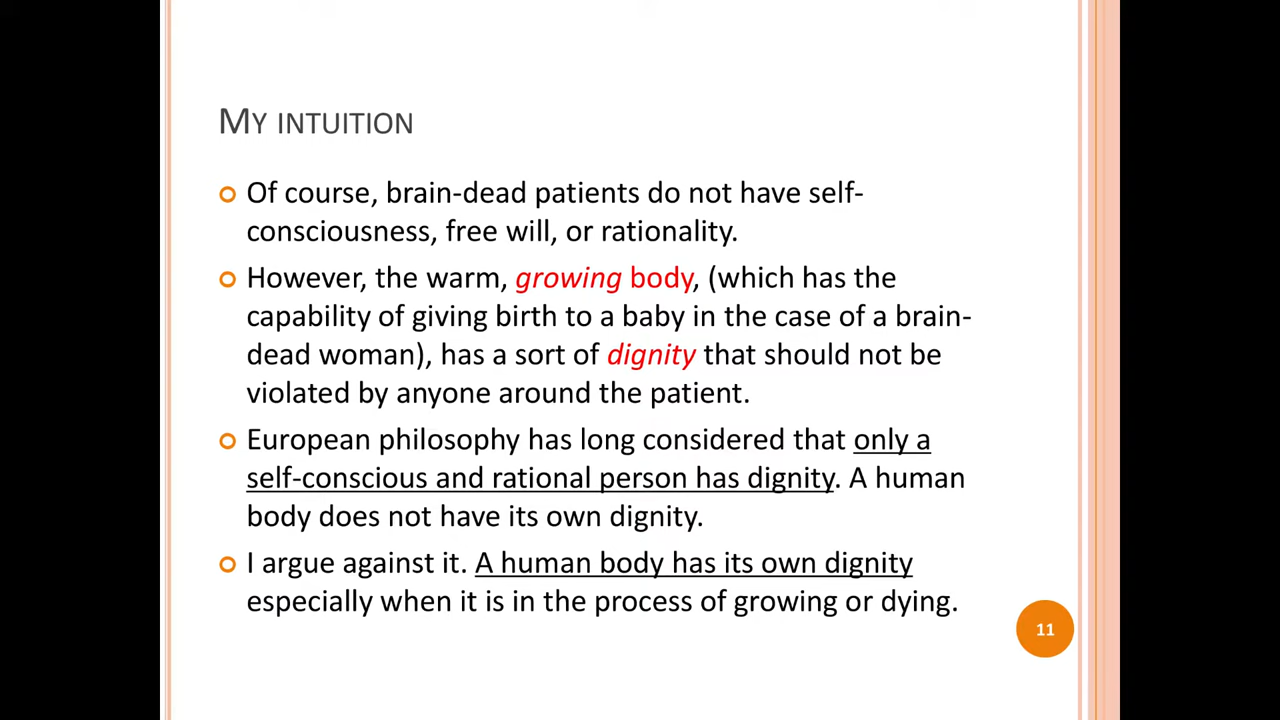 MY INTUITION
Of course, brain-dead patients do not have self-
consciousness, free will, or rationality.
However, the warm, growing body, (which has the
capability of giving birth to a baby in the case of a brain-
dead woman), has a sort of dignity that should not be
violated by anyone around the patient.
European philosophy has long considered that only a
self-conscious and rational person has dignity. A human
body does not have its own dignity.
I argue against it. A human body has its own dignity
especially when it is in the process of growing or dying.
11